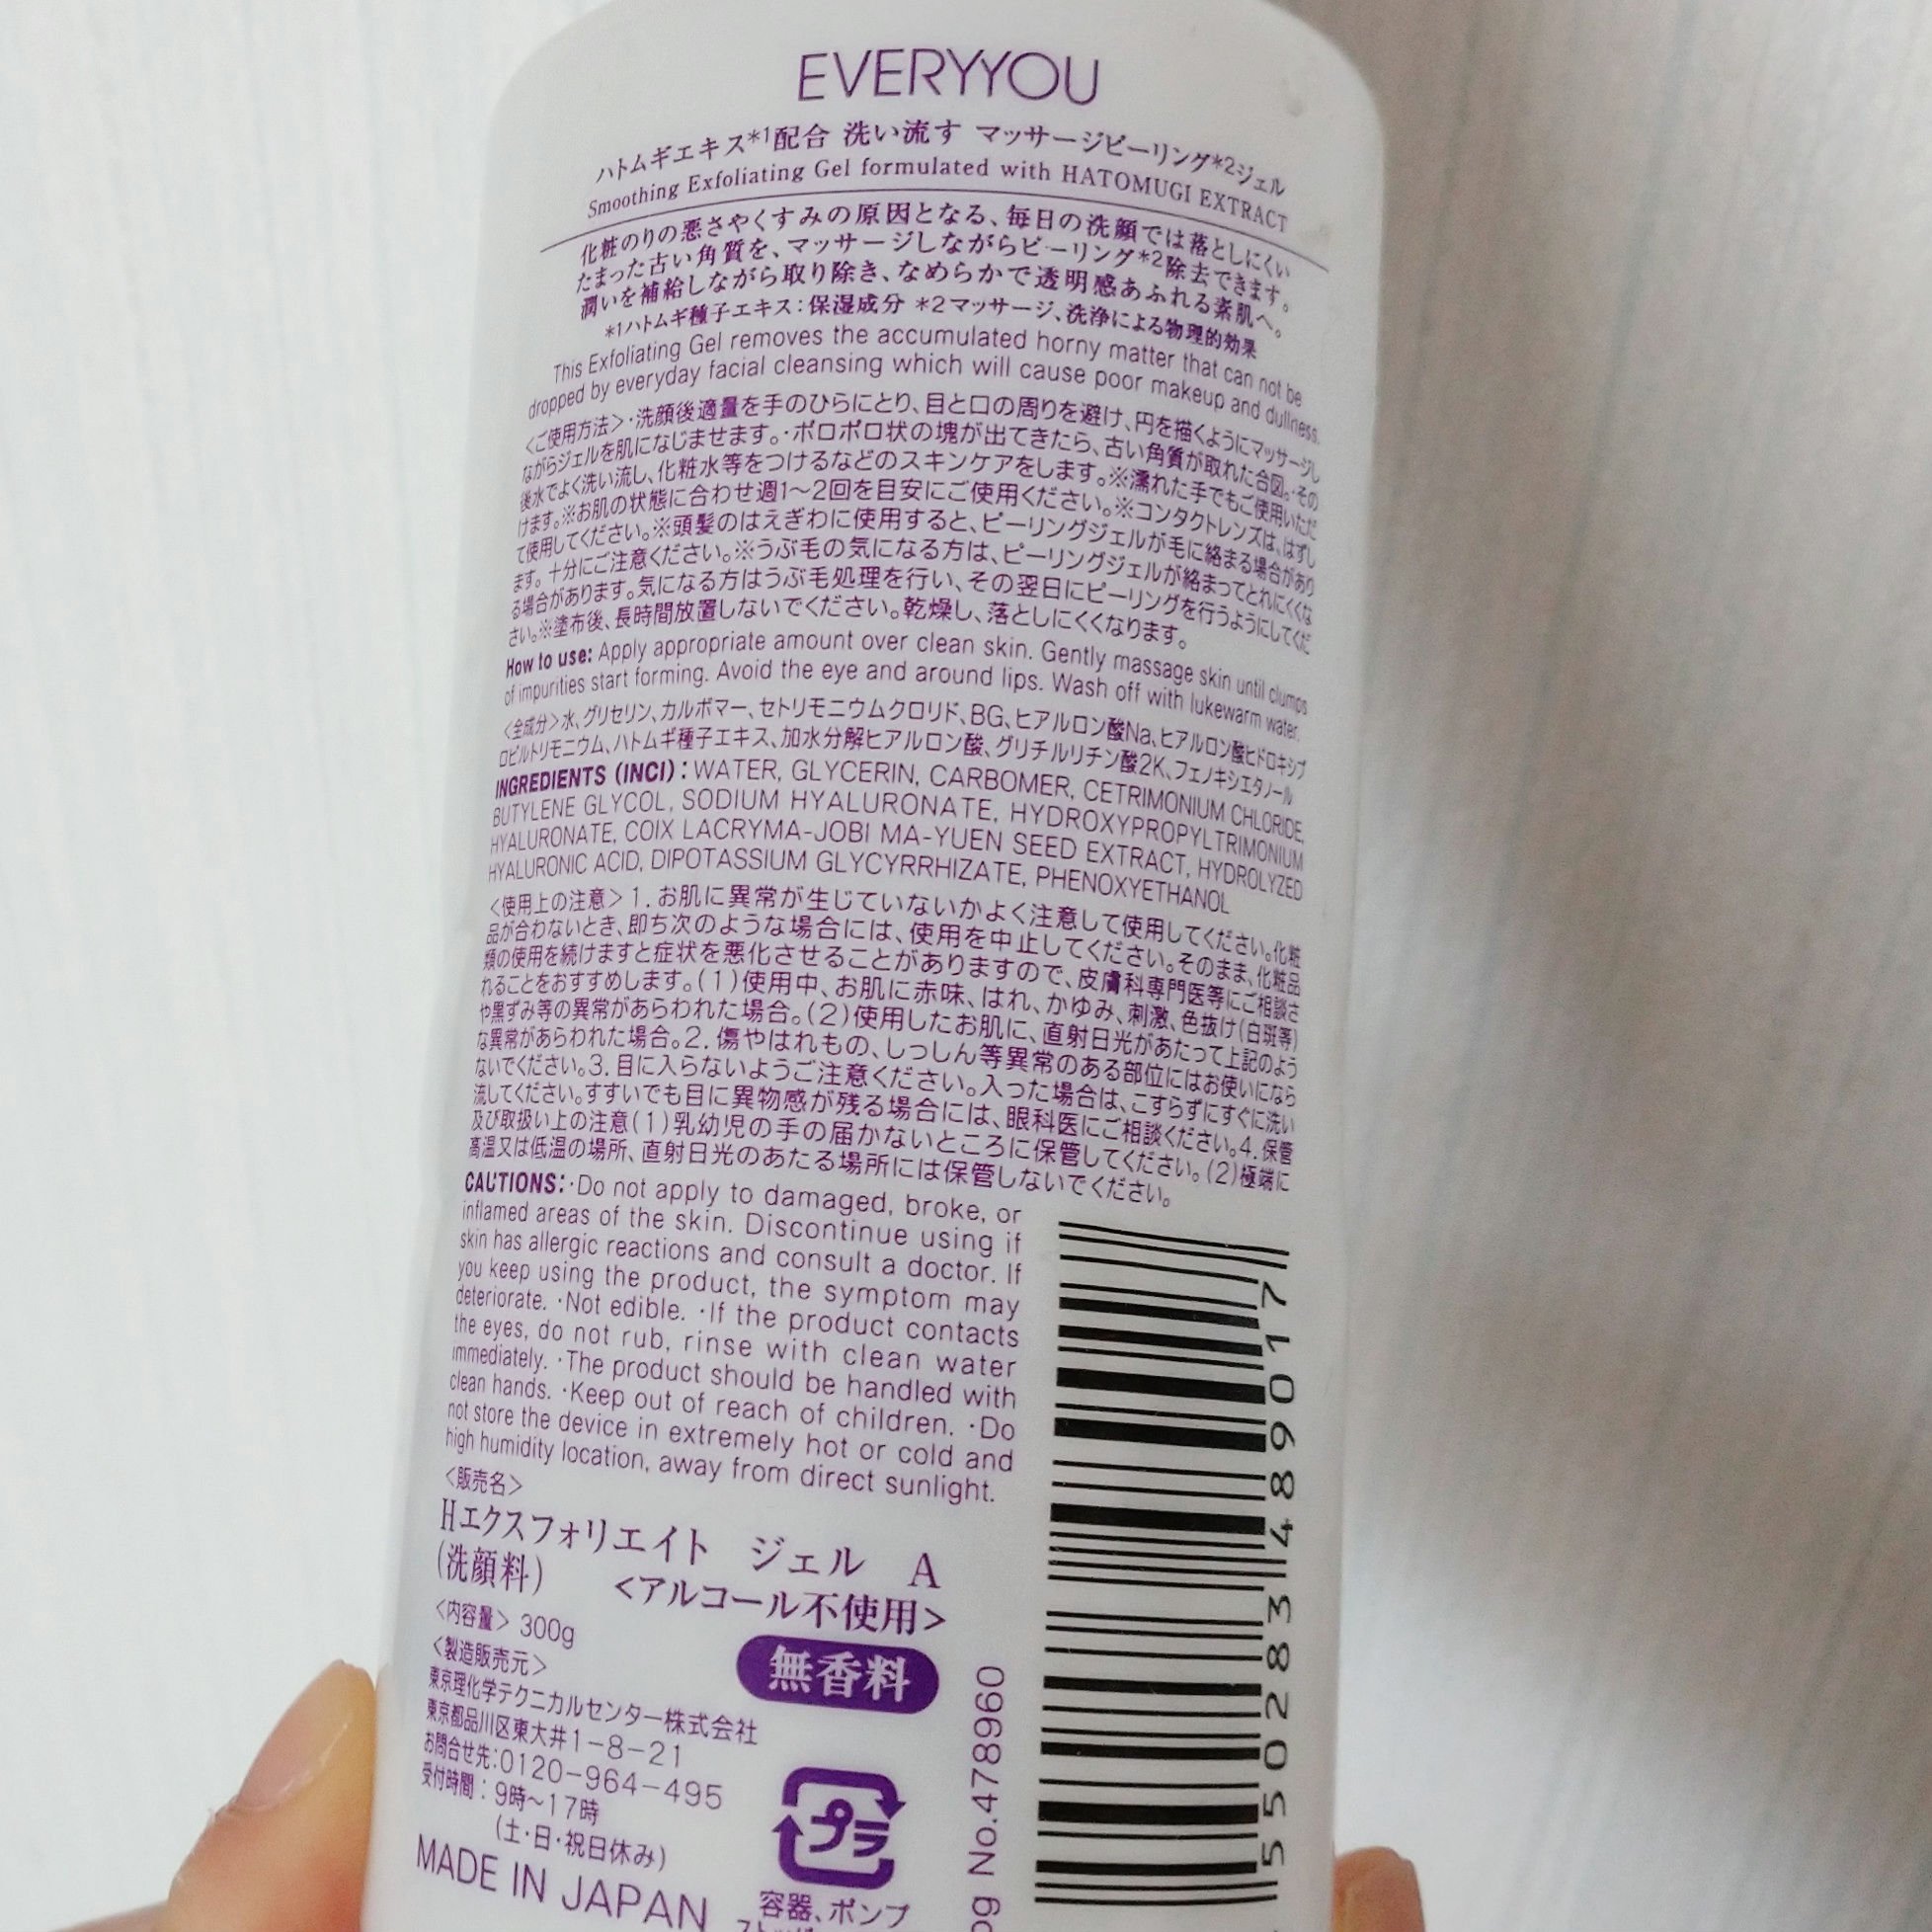 EVERYYOU
ハトムギエキス*1配合 洗い流す マッサージピーリング*2ジェル
Smoothing Exfoliating Gel formulated with HATOMUGI EXTRACT
化粧のりの悪さやくすみの原因となる、毎日の洗顔では落としにくい
たまった古い角質を、マッサージしながらピーリング*2除去できます。
潤いを補給しながら取り除き、なめらかで透明感あふれる素肌へ。
*1ハトムギ種子エキス:保湿成分 *2マッサージ、洗浄による物理的効果
This Exfoliating Gel removes the accumulated horny matter that can not be
dropped by everyday facial cleansing which will cause poor makeup and dullness.
〈ご使用方法〉・洗顔後適量を手のひらにとり、目と口の周りを避け、円を描くようにマッサージし
ながらジェルを肌になじませます。・ポロポロ状の塊が出てきたら、古い角質が取れた合図。・その
後水でよく洗い流し、化粧水等をつけるなどのスキンケアをします。※濡れた手でもご使用いただ
けます。※お肌の状態に合わせ週1〜2回を目安にご使用ください。※コンタクトレンズは、はずし
て使用してください。※頭髪のはえぎわに使用すると、ピーリングジェルが毛に絡まる場合があり
ます。十分にご注意ください。※うぶ毛の気になる方は、ピーリングジェルが絡まってとれにくくな
る場合があります。気になる方はうぶ毛処理を行い、その翌日にピーリングを行うようにしてくだ
さい。※塗布後、長時間放置しないでください。乾燥し、落としにくくなります。
How to use: Apply appropriate amount over clean skin. Gently massage skin until clumps
of impurities start forming. Avoid the eye and around lips. Wash off with lukewarm water.
〈全成分〉水、グリセリン、カルボマー、セトリモニウムクロリド、BG、ヒアルロン酸Na、ヒアルロン酸ヒドロキシプ
ロピルトリモニウム、ハトムギ種子エキス、加水分解ヒアルロン酸、グリチルリチン酸2K、フェノキシエタノール
INGREDIENTS (INCI): WATER, GLYCERIN, CARBOMER, CETRIMONIUM CHLORIDE,
BUTYLENE GLYCOL, SODIUM HYALURONATE, HYDROXYPROPYLTRIMONIUM
HYALURONATE, COIX LACRYMA-JOBI MA-YUEN SEED EXTRACT, HYDROLYZED
HYALURONIC ACID, DIPOTASSIUM GLYCYRRHIZATE, PHENOXYETHANOL
〈使用上の注意〉1. お肌に異常が生じていないかよく注意して使用してください。化粧
品が合わないとき、即ち次のような場合には、使用を中止してください。そのまま、化粧品
類の使用を続けますと症状を悪化させることがありますので、皮膚科専門医等にご相談さ
れることをおすすめします。(1)使用中、お肌に赤味、はれ、かゆみ、刺激、色抜け(白斑等)
や黒ずみ等の異常があらわれた場合。(2)使用したお肌に、直射日光があたって上記のよう
な異常があらわれた場合。2. 傷やはれもの、しっしん等異常のある部位にはお使いになら
ないでください。3. 目に入らないようご注意ください。入った場合は、こすらずにすぐに洗い
流してください。すすいでも目に異物感が残る場合には、眼科医にご相談ください。4. 保管
及び取扱い上の注意(1)乳幼児の手の届かないところに保管してください。(2)極端に
高温又は低温の場所、直射日光のあたる場所には保管しないでください。
CAUTIONS:・Do not apply to damaged, broke, or
inflamed areas of the skin. Discontinue using if
skin has allergic reactions and consult a doctor. If
you keep using the product, the symptom may
deteriorate. ・Not edible. ・If the product contacts
the eyes, do not rub, rinse with clean water
immediately. ・The product should be handled with
clean hands. ・Keep out of reach of children. ・Do
not store the device in extremely hot or cold and
high humidity location, away from direct sunlight.
〈販売名〉
Hエクスフォリエイト ジェル A
(洗顔料) <アルコール不使用>
〈内容量〉300g
無香料
〈製造販売元〉
東京理化学テクニカルセンター株式会社
東京都品川区東大井1-8-21
お問合せ先:0120-964-495
受付時間:9時〜17時
(土・日・祝日休み)
MADE IN JAPAN
プラ
容器、ポンプ
No.478960
550283489017